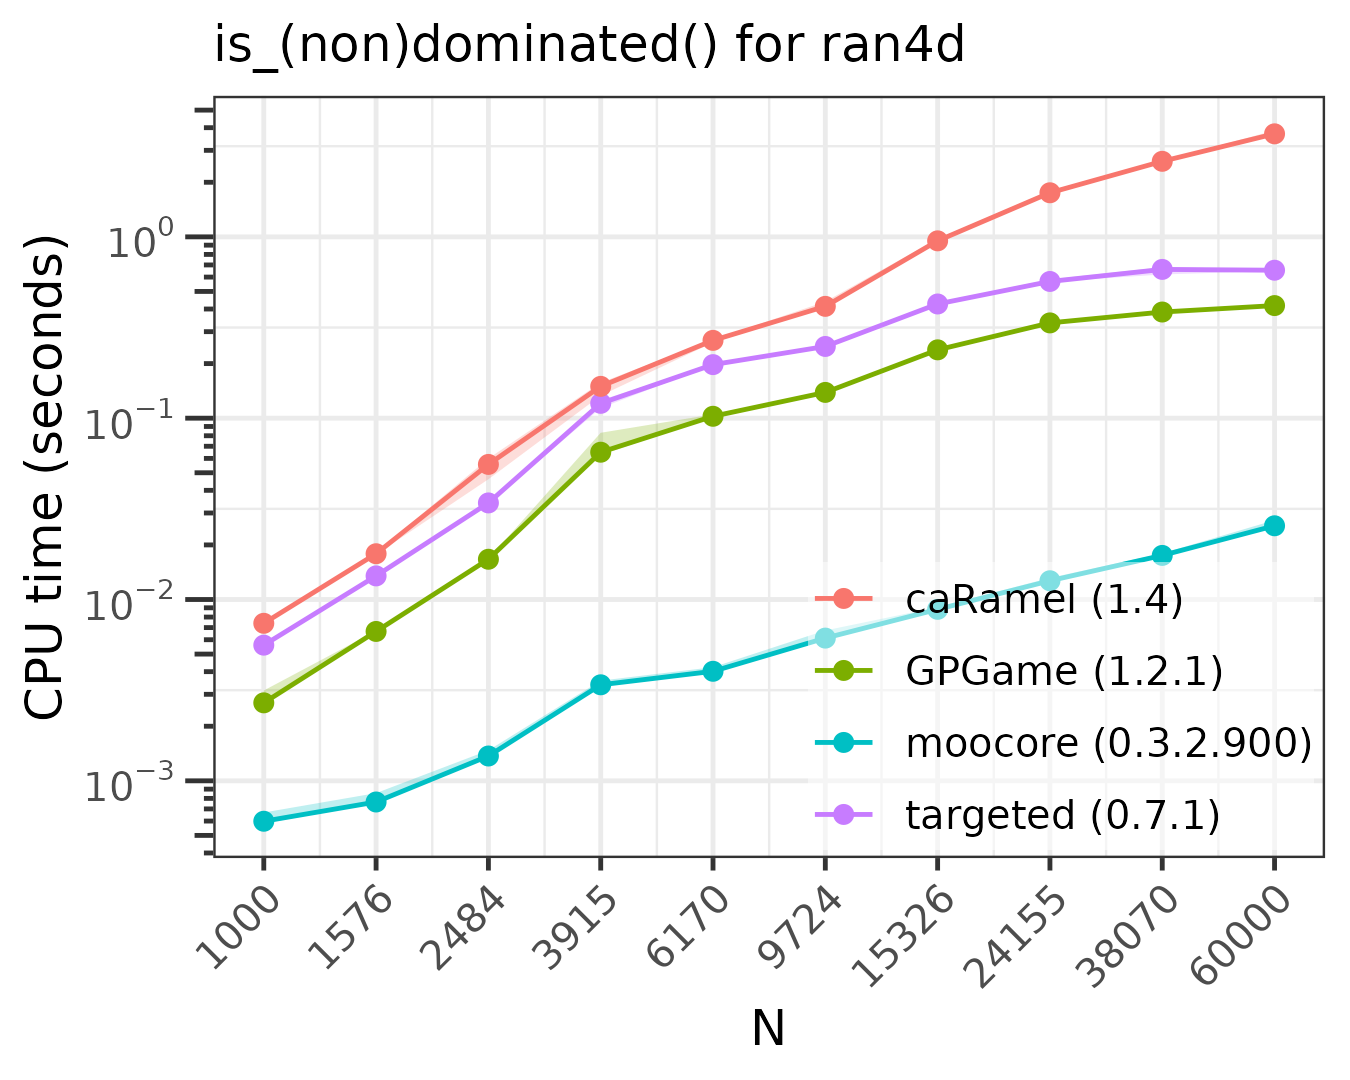 is_(non)dominated() for ran4d
CPU time (seconds)
10⁰
10⁻¹
10⁻²
10⁻³
caRamel (1.4)
GPGame (1.2.1)
moocore (0.3.2.900)
targeted (0.7.1)
1000 1576 2484 3915 6170 9724 15326 24155 38070 60000
N